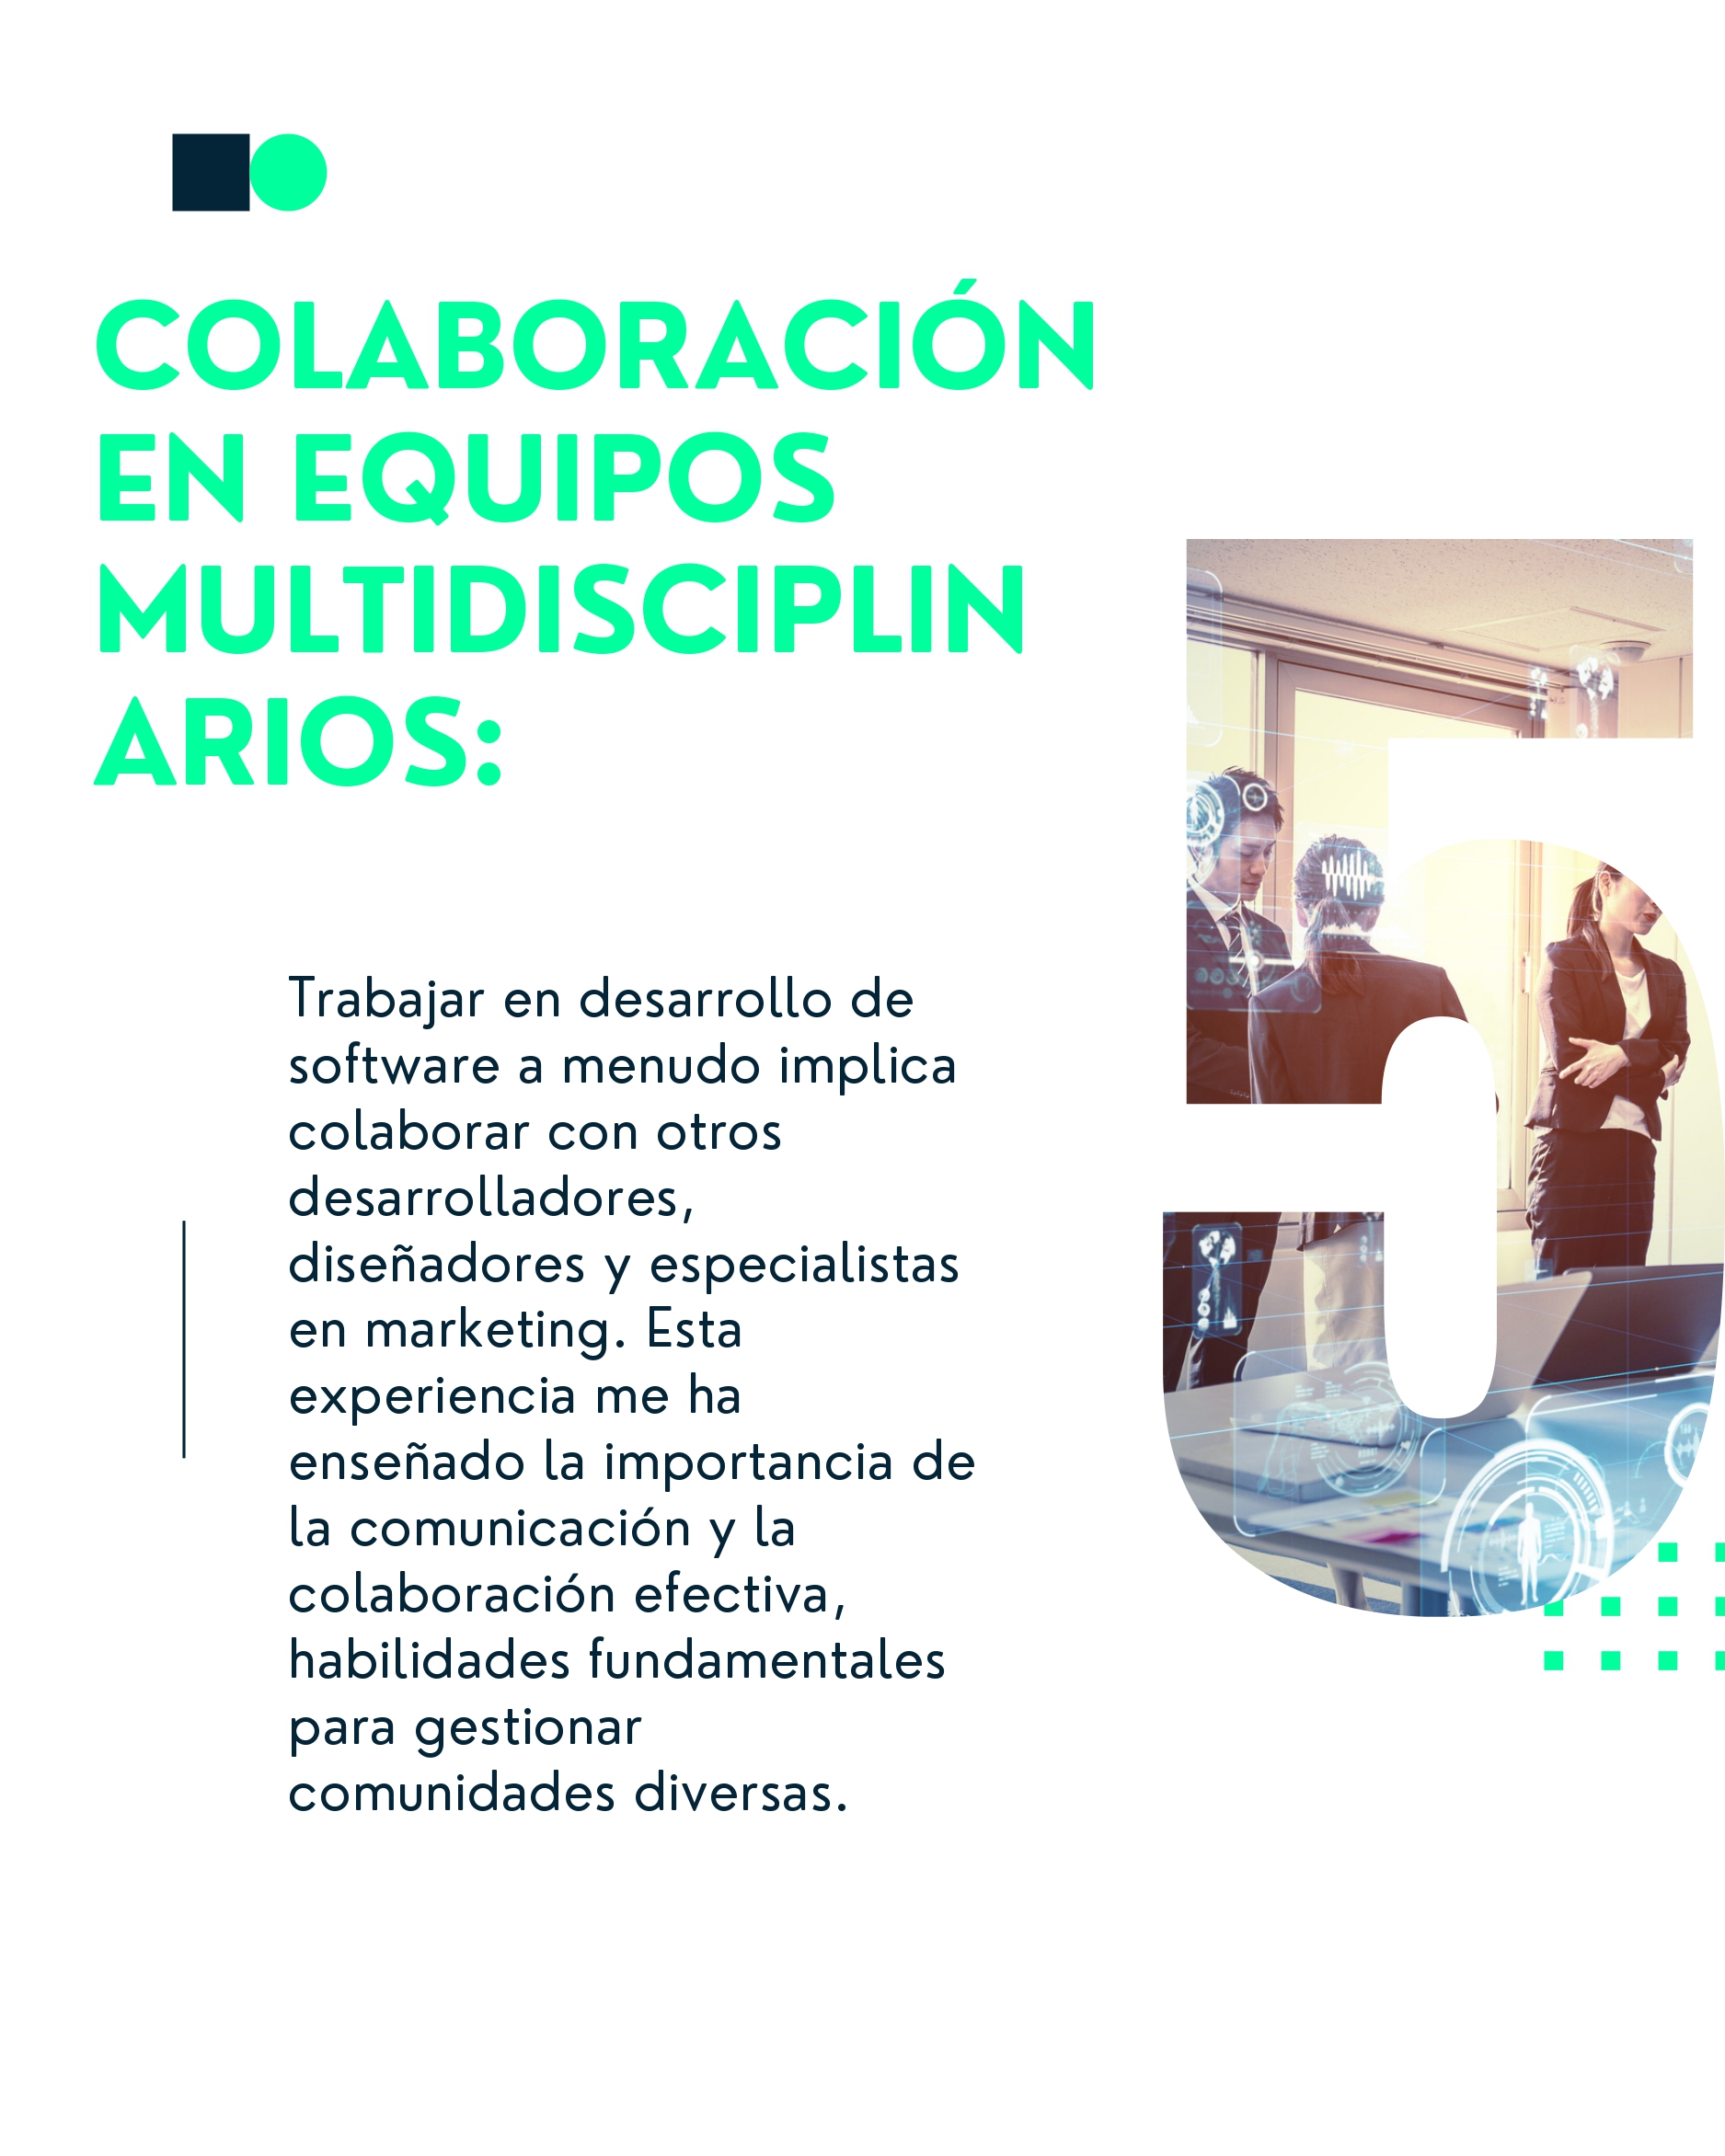 COLABORACIÓN
EN EQUIPOS
MULTIDISCIPLIN
ARIOS:
Trabajar en desarrollo de
software a menudo implica
colaborar con otros
desarrolladores,
diseñadores y especialistas
en marketing. Esta
experiencia me ha
enseñado la importancia de
la comunicación y la
colaboración efectiva,
habilidades fundamentales
para gestionar
comunidades diversas.
5